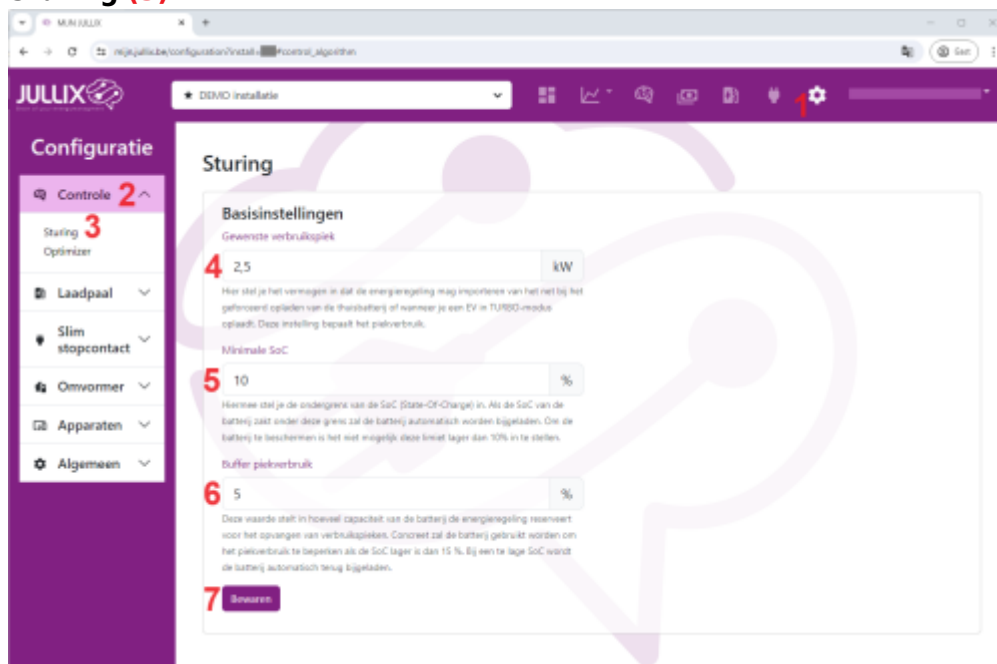 Sturing (3)
MIJN JULLIX
mijn.jullix.be/configuration?install=#control_algorithm
Gast
JULLIX
★ DEMO installatie
1
Configuratie
Controle 2
Sturing 3
Optimizer
Laadpaal
Slim
stopcontact
Omvormer
Apparaten
Algemeen
Sturing
Basisinstellingen
Gewenste verbruikspiek
4 2,5 kW
Hier stel je het vermogen in dat de energieregeling mag importeren van het net bij het
geforceerd opladen van de thuisbatterij of wanneer je een EV in TURBO-modus
oplaadt. Deze instelling bepaalt het piekverbruik.
Minimale SoC
5 10 %
Hiermee stel je de ondergrens van de SoC (State-Of-Charge) in. Als de SoC van de
batterij zakt onder deze grens zal de batterij automatisch worden bijgeladen. Om de
batterij te beschermen is het niet mogelijk deze limiet lager dan 10% in te stellen.
Buffer piekverbruik
6 5 %
Deze waarde stelt in hoeveel capaciteit van de batterij de energieregeling reserveert
voor het opvangen van verbruikspieken. Concreet zal de batterij gebruikt worden om
het piekverbruik te beperken als de SoC lager is dan 15 %. Bij een te lage SoC wordt
de batterij automatisch terug bijgeladen.
7 Bewaren